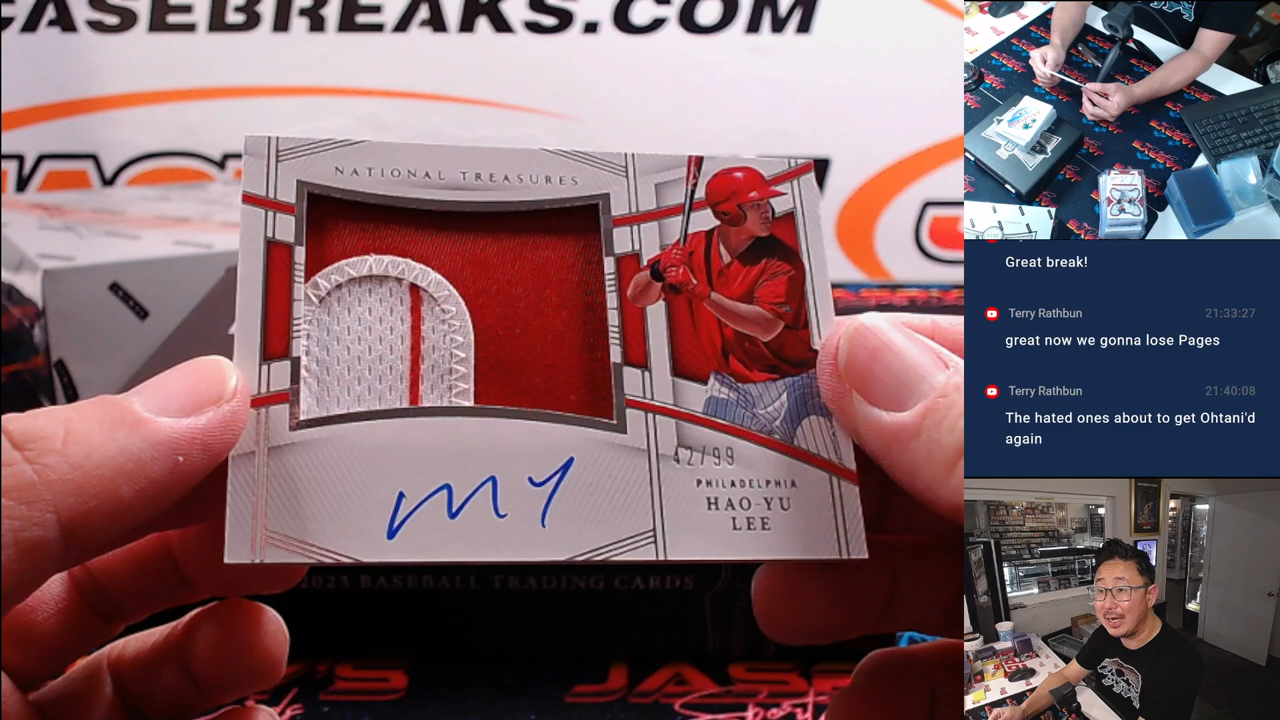 CASEBREAKS.COM
NATIONAL TREASURES
42/99
PHILADELPHIA
HAO-YU
LEE
MY
2023 BASEBALL TRADING CARDS
Great break!
Terry Rathbun 21:33:27
great now we gonna lose Pages
Terry Rathbun 21:40:08
The hated ones about to get Ohtani'd
again